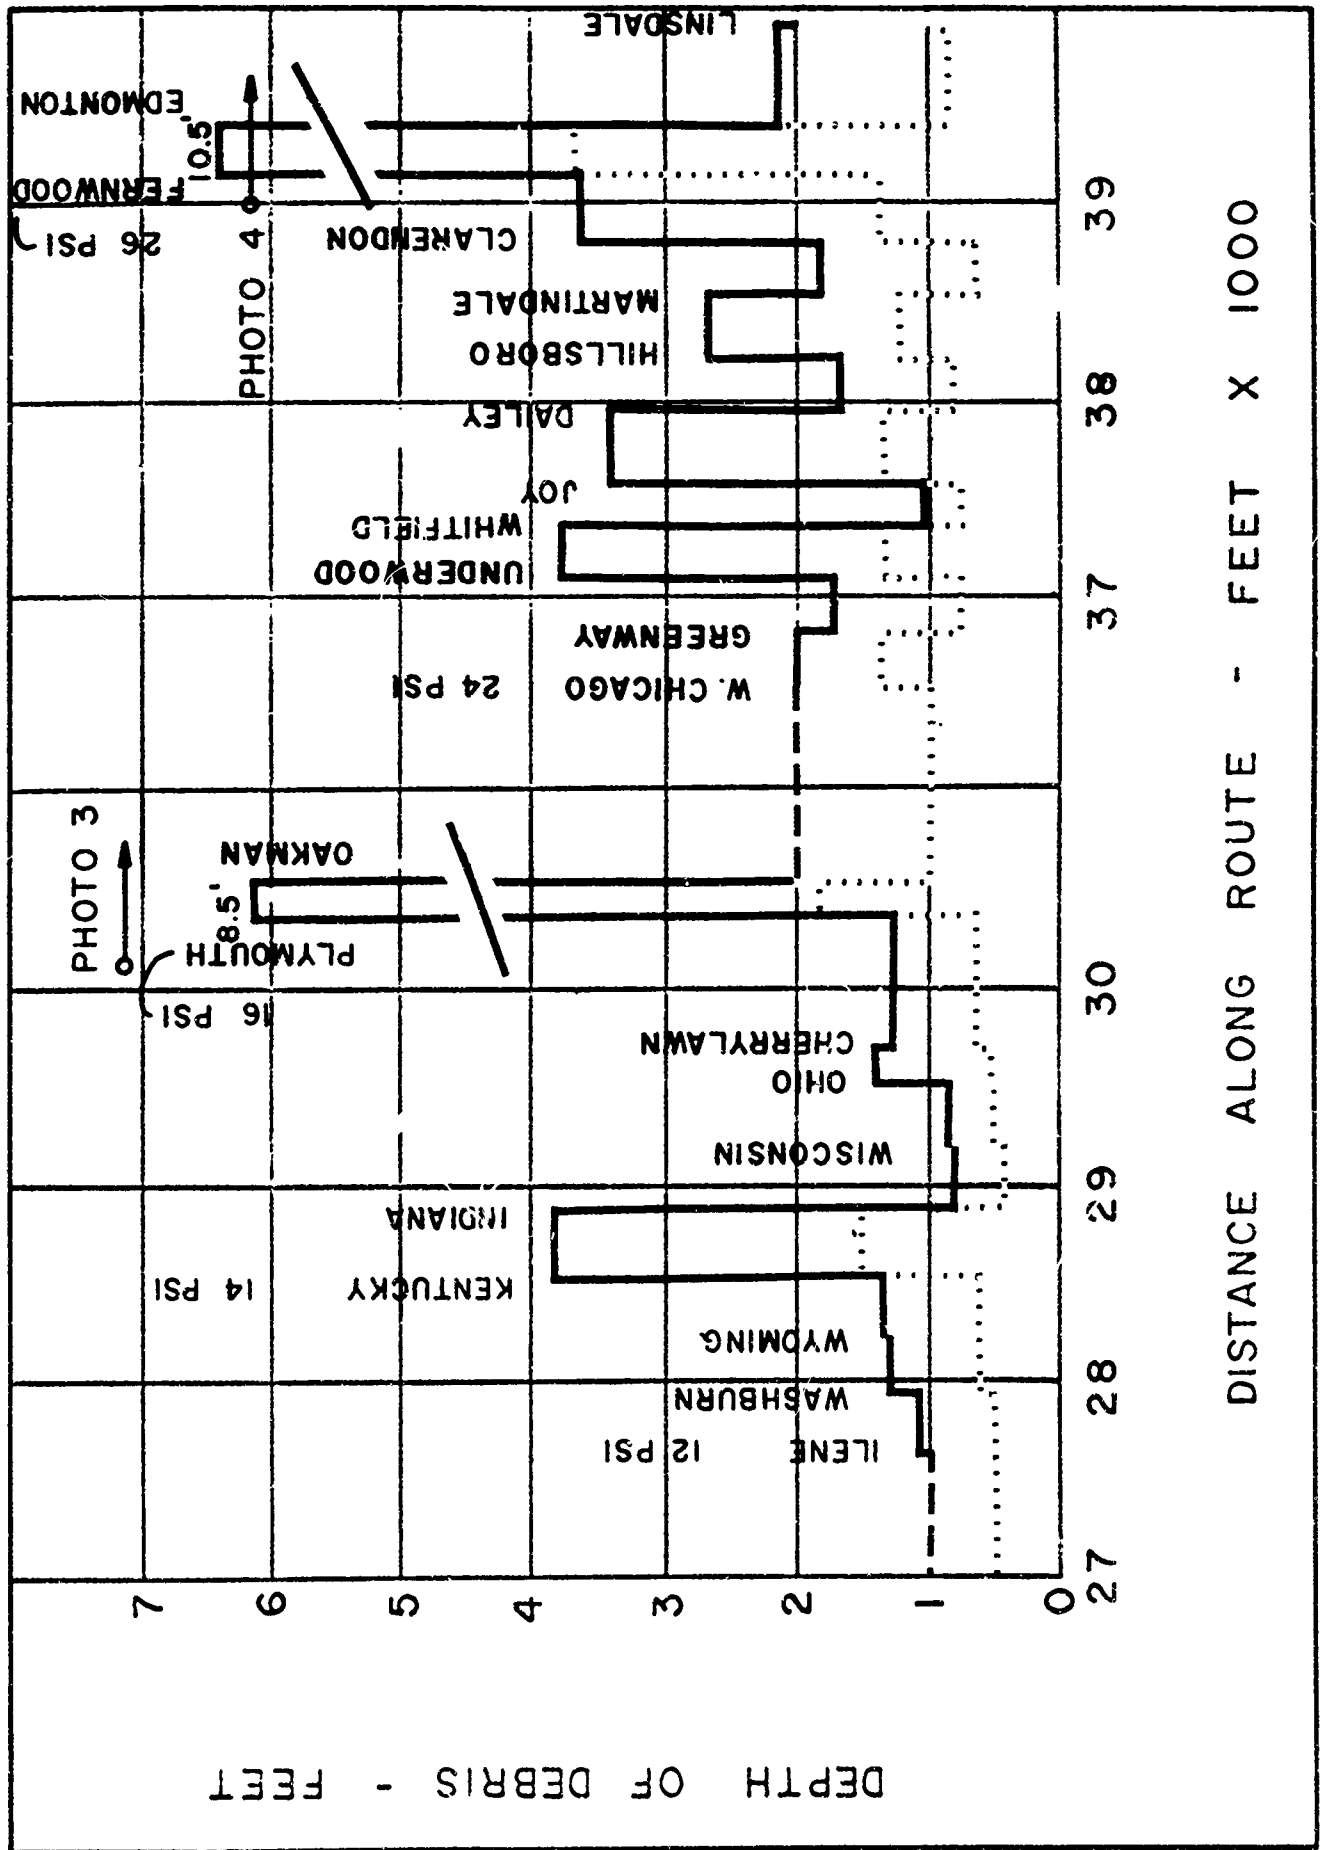 DEPTH OF DEBRIS - FEET
7
6
5
4
3
2
1
0
27
28
29
30
37
38
39
DISTANCE ALONG ROUTE - FEET X 1000
ILENE
12 PSI
WASHBURN
WYOMING
KENTUCKY
14 PSI
INDIANA
WISCONSIN
OHIO
CHERRYLAWN
16 PSI
PLYMOUTH
PHOTO 3
8.5'
OAKMAN
W. CHICAGO
24 PSI
GREENWAY
UNDERWOOD
WHITFIELD
JOY
DAILEY
HILLSBORO
MARTINDALE
CLARENDON
26 PSI
FERNWOOD
PHOTO 4
10.5'
EDMONTON
LINSDALE